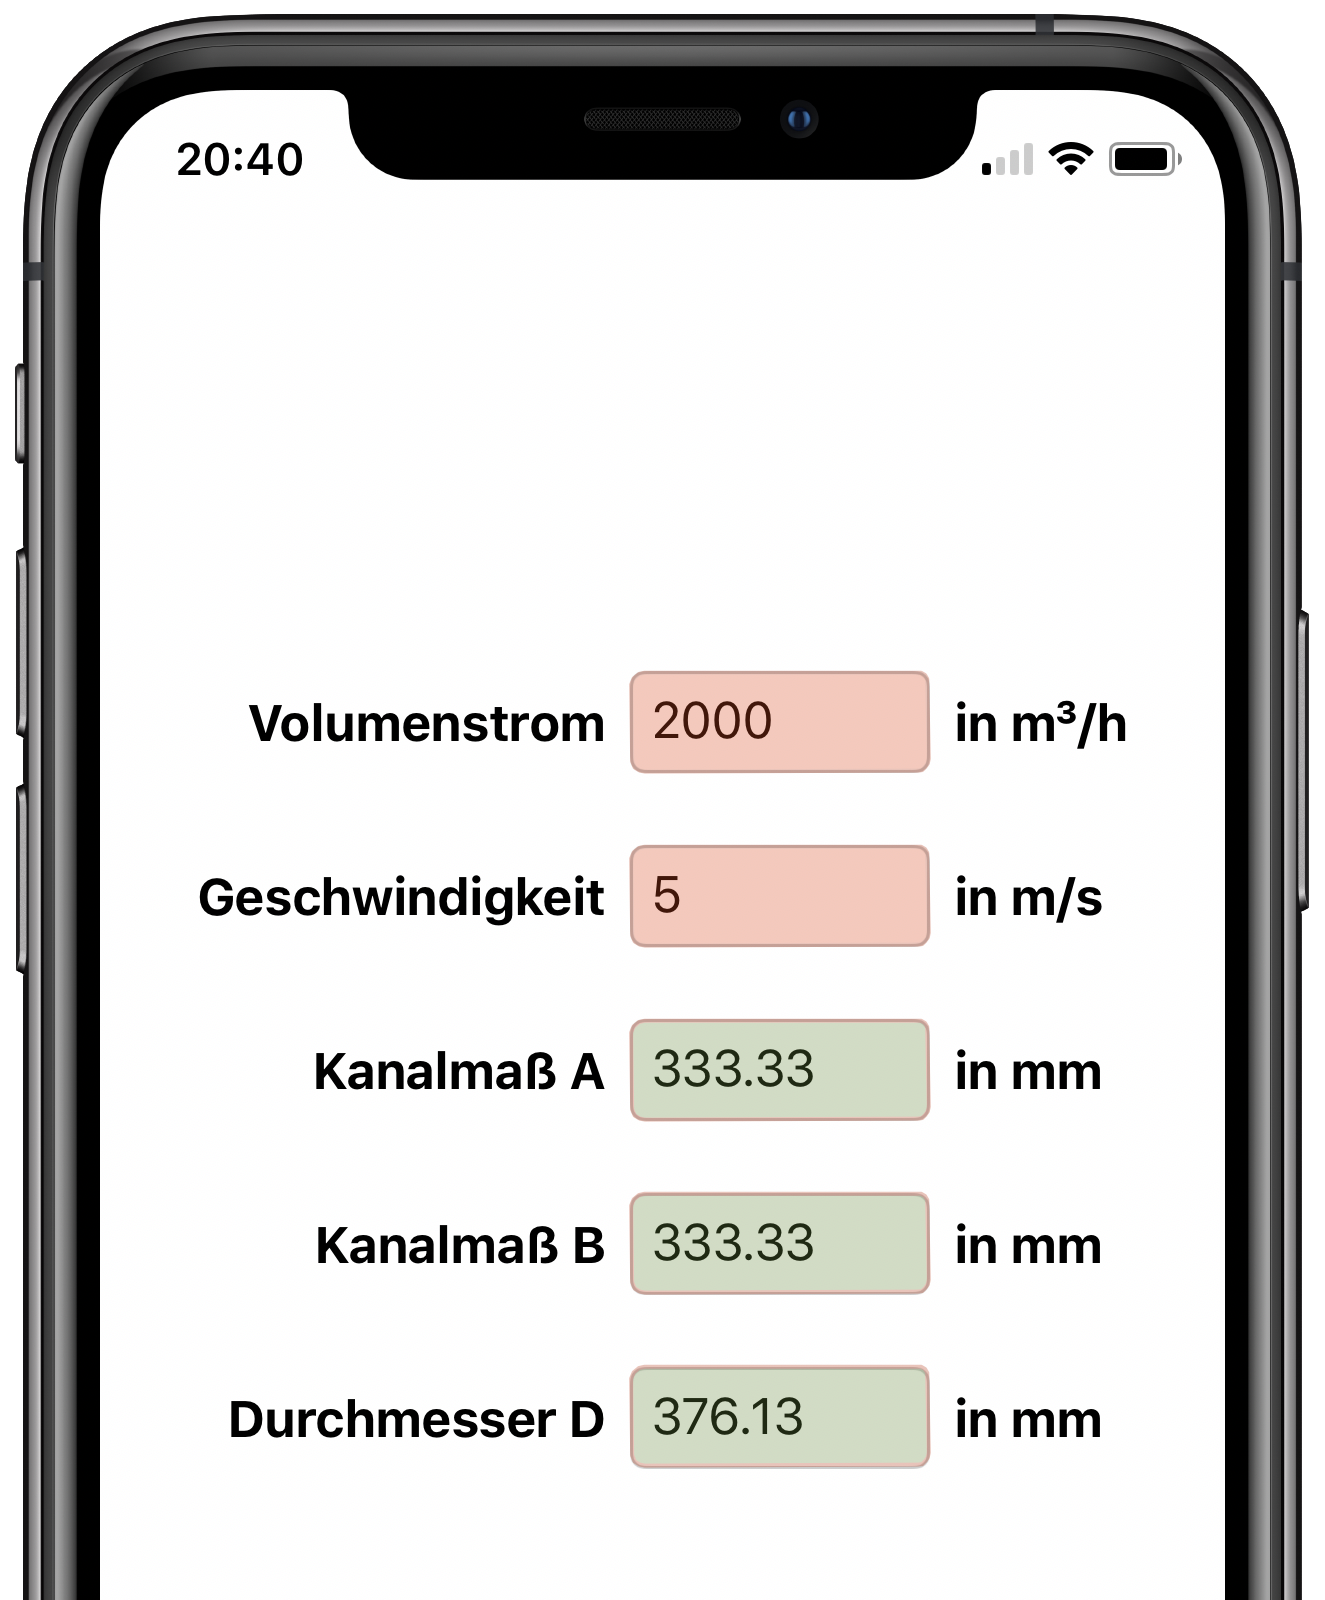 20:40
Volumenstrom 2000 in m³/h
Geschwindigkeit 5 in m/s
Kanalmaß A 333.33 in mm
Kanalmaß B 333.33 in mm
Durchmesser D 376.13 in mm